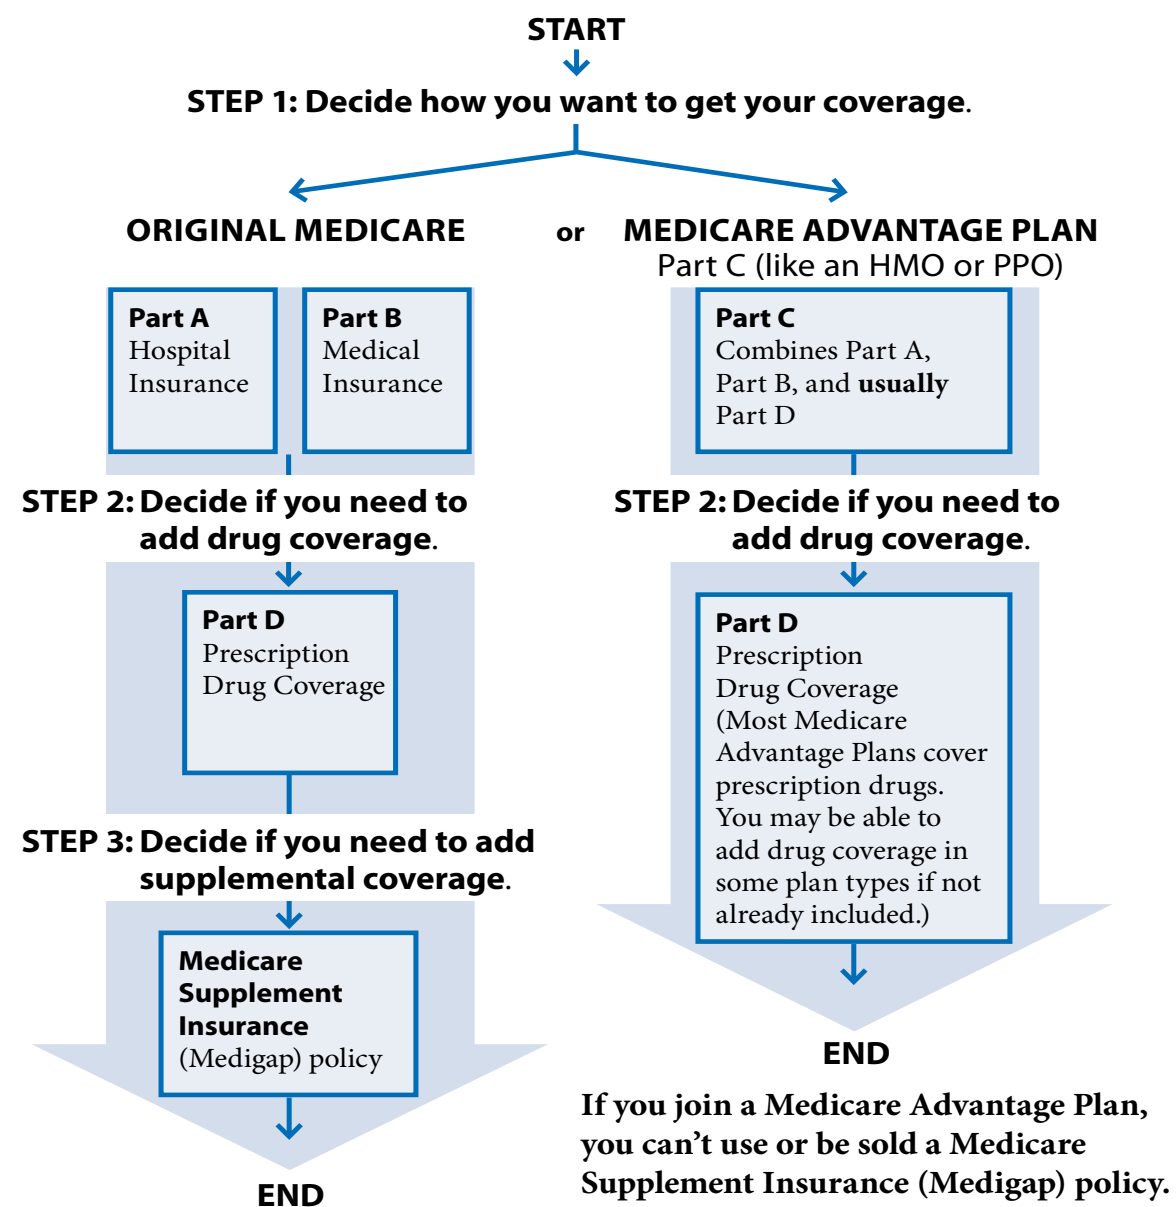 START
STEP 1: Decide how you want to get your coverage.
ORIGINAL MEDICARE or MEDICARE ADVANTAGE PLAN
Part C (like an HMO or PPO)
Part A
Hospital
Insurance
Part B
Medical
Insurance
STEP 2: Decide if you need to
add drug coverage.
Part D
Prescription
Drug Coverage
STEP 3: Decide if you need to add
supplemental coverage.
Medicare
Supplement
Insurance
(Medigap) policy
END
Part C
Combines Part A,
Part B, and usually
Part D
STEP 2: Decide if you need to
add drug coverage.
Part D
Prescription
Drug Coverage
(Most Medicare
Advantage Plans cover
prescription drugs.
You may be able to
add drug coverage in
some plan types if not
already included.)
END
If you join a Medicare Advantage Plan,
you can’t use or be sold a Medicare
Supplement Insurance (Medigap) policy.